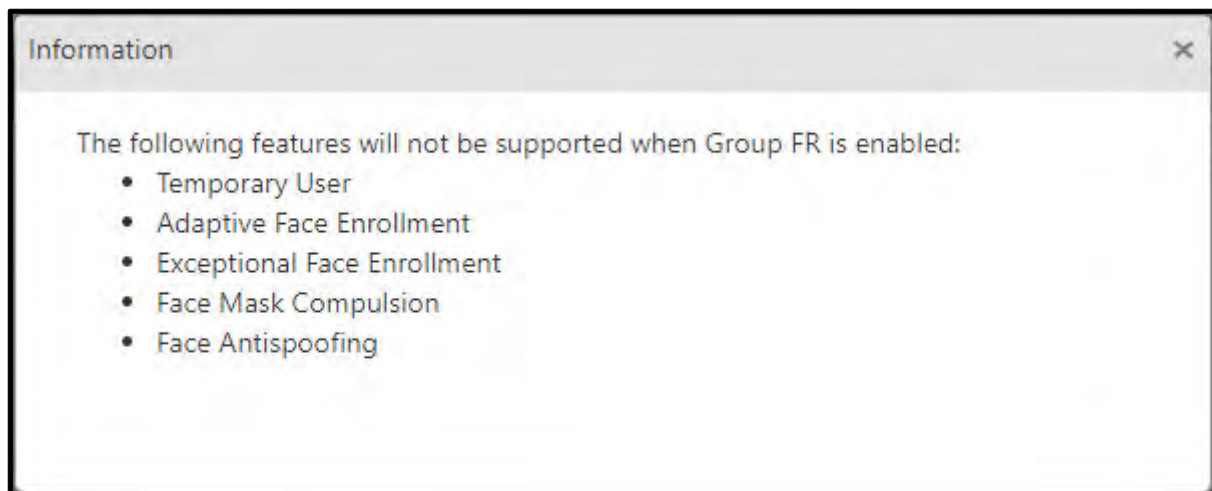 Information
The following features will not be supported when Group FR is enabled:
• Temporary User
• Adaptive Face Enrollment
• Exceptional Face Enrollment
• Face Mask Compulsion
• Face Antispoofing